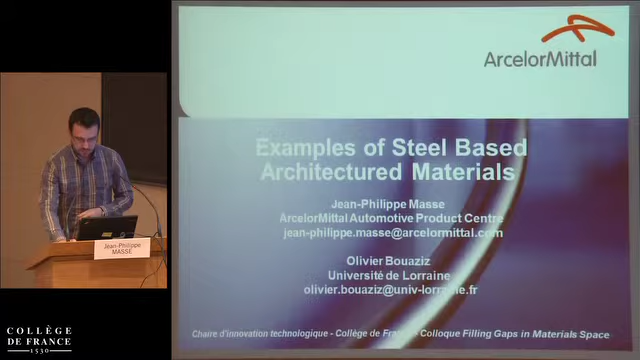 ArcelorMittal
Examples of Steel Based
Architectured Materials
Jean-Philippe Masse
ArcelorMittal Automotive Product Centre
jean-philippe.masse@arcelormittal.com
Olivier Bouaziz
Université de Lorraine
olivier.bouaziz@univ-lorraine.fr
Chaire d'innovation technologique - Collège de France - Colloque Filling Gaps in Materials Space
Jean-Philippe
MASSE
COLLÈGE
DE FRANCE
1530